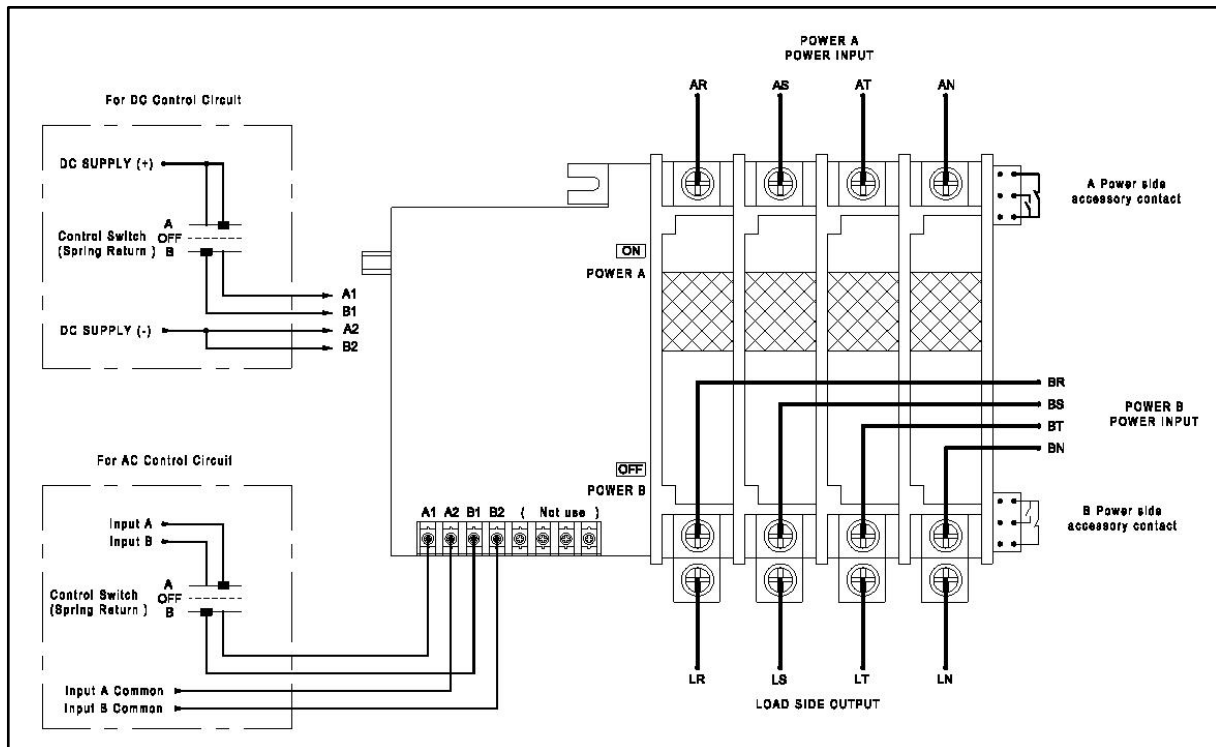 POWER A
POWER INPUT
AR
AS
AT
AN
For DC Control Circuit
DC SUPPLY (+)
A
OFF
B
Control Switch
(Spring Return )
A1
B1
A2
B2
DC SUPPLY (-)
ON
POWER A
A Power side
accessory contact
BR
BS
BT
BN
POWER B
POWER INPUT
OFF
POWER B
B Power side
accessory contact
For AC Control Circuit
Input A
Input B
A
OFF
B
Control Switch
(Spring Return )
Input A Common
Input B Common
A1 A2 B1 B2 ( Not use )
LR
LS
LT
LN
LOAD SIDE OUTPUT